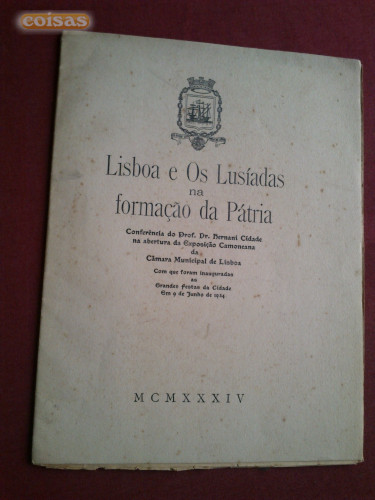 coisas
Lisboa e Os Lusíadas
na
formação da Pátria
Conferência do Prof. Dr. Hernani Cidade
na abertura da Exposição Camoneana
da
Câmara Municipal de Lisboa
Com que foram inauguradas
as
Grandes Festas da Cidade
Em 9 de Junho de 1934
MCMXXXIV